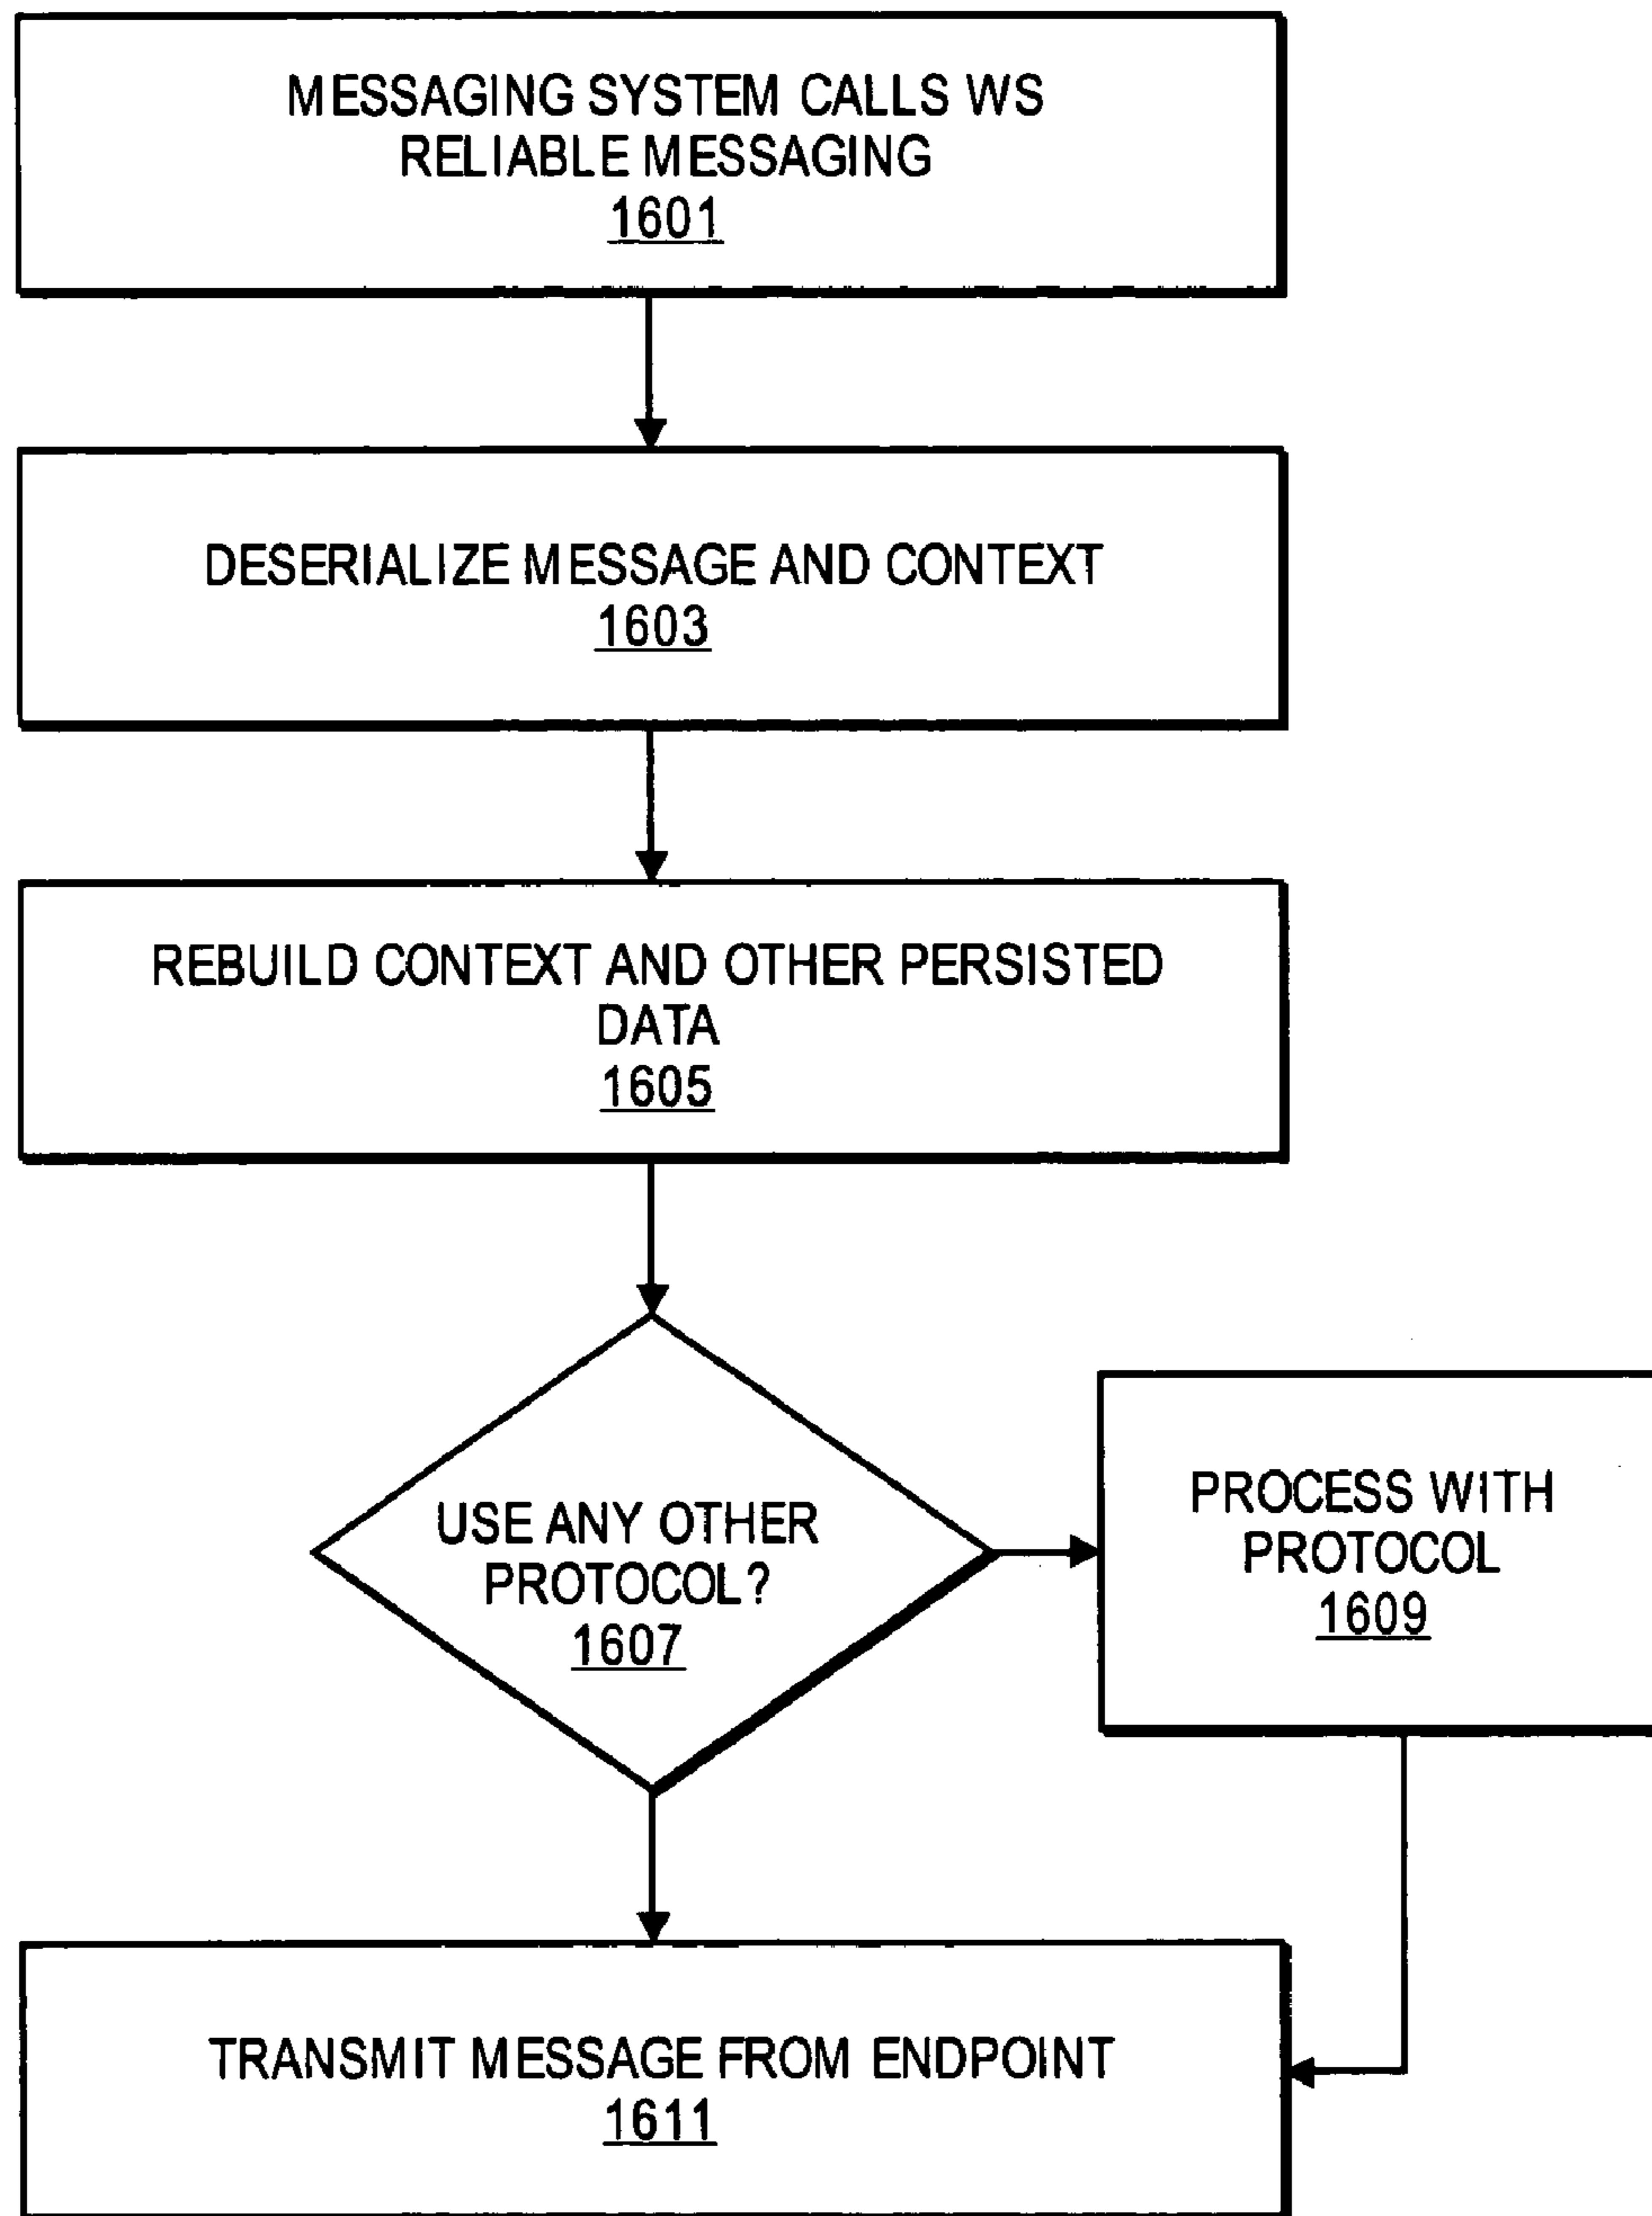 MESSAGING SYSTEM CALLS WS
RELIABLE MESSAGING
1601
DESERIALIZE MESSAGE AND CONTEXT
1603
REBUILD CONTEXT AND OTHER PERSISTED
DATA
1605
USE ANY OTHER
PROTOCOL?
1607
PROCESS WITH
PROTOCOL
1609
TRANSMIT MESSAGE FROM ENDPOINT
1611